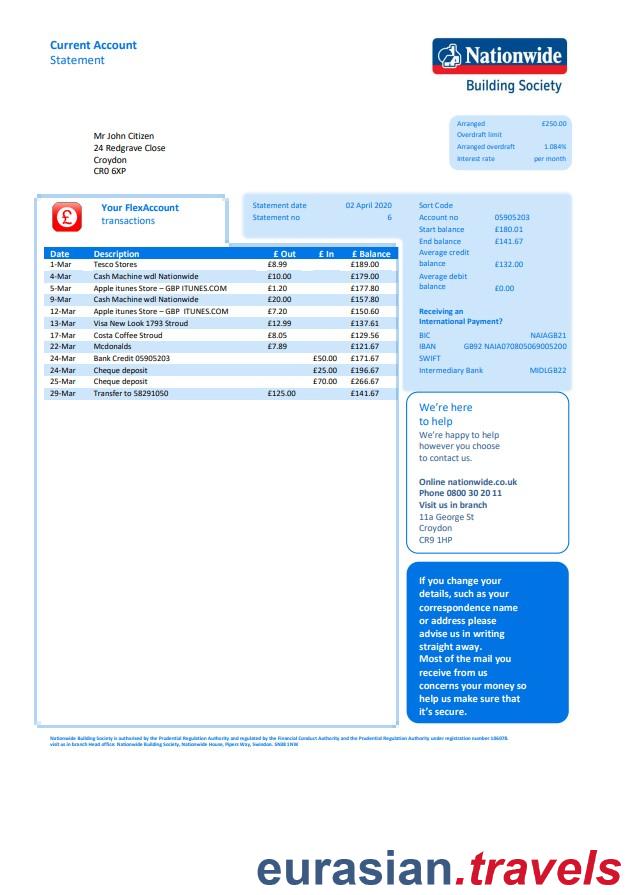 Current Account
Statement
Nationwide
Building Society
Arranged £250.00
Overdraft limit
Arranged overdraft 1.084%
Interest rate per month
Mr John Citizen
24 Redgrave Close
Croydon
CR0 6XP
£
Your FlexAccount
transactions
Statement date 02 April 2020
Statement no 6
Sort Code
Account no 05905203
Start balance £180.01
End balance £141.67
Average credit
balance £132.00
Average debit
balance £0.00
Receiving an
International Payment?
BIC NAIAGB21
IBAN GB92 NAIA070805069005200
SWIFT
Intermediary Bank MIDLGB22
Date Description £ Out £ In £ Balance
1-Mar Tesco Stores £8.99 £189.00
4-Mar Cash Machine wdl Nationwide £10.00 £179.00
5-Mar Apple itunes Store – GBP ITUNES.COM £1.20 £177.80
9-Mar Cash Machine wdl Nationwide £20.00 £157.80
12-Mar Apple itunes Store – GBP ITUNES.COM £7.20 £150.60
13-Mar Visa New Look 1793 Stroud £12.99 £137.61
17-Mar Costa Coffee Stroud £8.05 £129.56
22-Mar Mcdonalds £7.89 £121.67
24-Mar Bank Credit 05905203 £50.00 £171.67
24-Mar Cheque deposit £25.00 £196.67
25-Mar Cheque deposit £70.00 £266.67
29-Mar Transfer to 58291050 £125.00 £141.67
We're here
to help
We're happy to help
however you choose
to contact us.
Online nationwide.co.uk
Phone 0800 30 20 11
Visit us in branch
11a George St
Croydon
CR9 1HP
If you change your
details, such as your
correspondence name
or address please
advise us in writing
straight away.
Most of the mail you
receive from us
concerns your money so
help us make sure that
it's secure.
Nationwide Building Society is authorised by the Prudential Regulation Authority and regulated by the Financial Conduct Authority and the Prudential Regulation Authority under registration number 106078.
visit us in branch Head office: Nationwide Building Society, Nationwide House, Pipers Way, Swindon. SN38 1NW
eurasian.travels